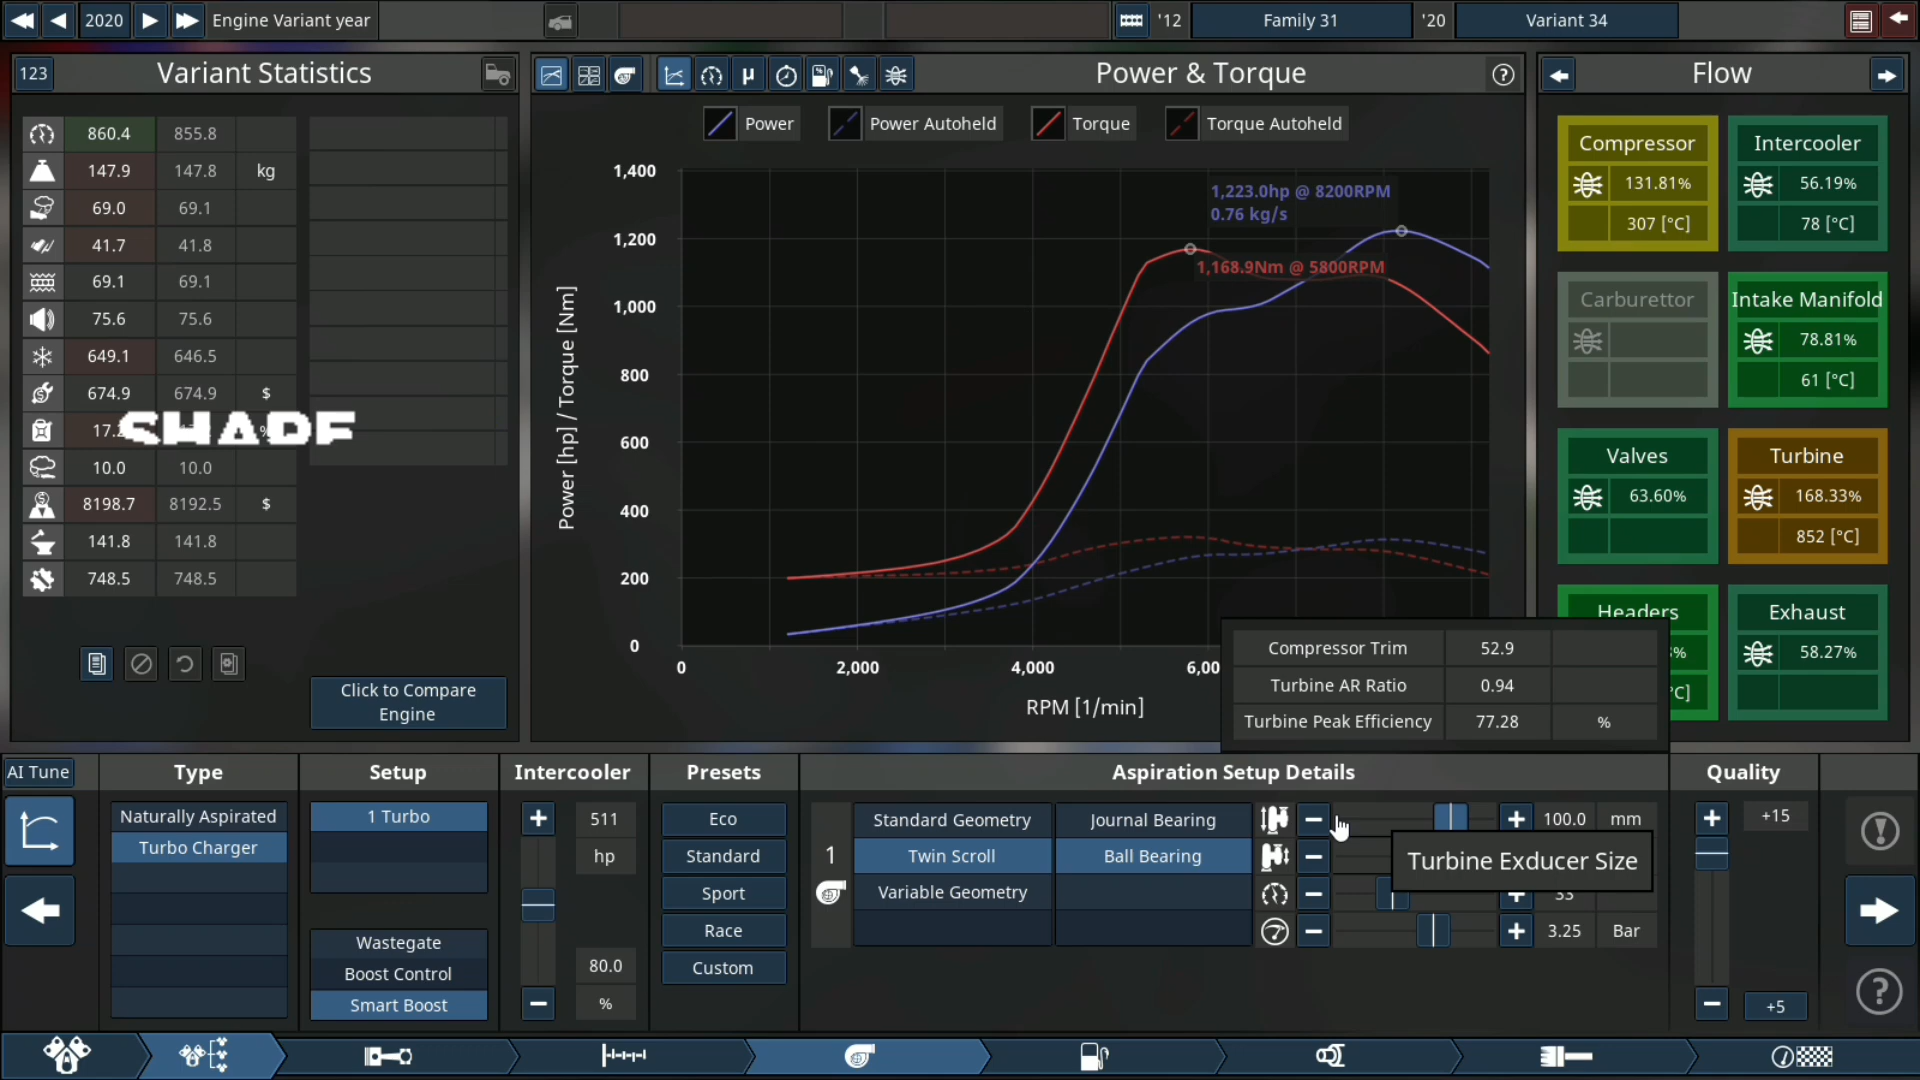 2020
Engine Variant year
'12
Family 31
'20
Variant 34
123
Variant Statistics
Power & Torque
?
Flow
860.4 855.8
147.9 147.8 kg
69.0 69.1
41.7 41.8
69.1 69.1
75.6 75.6
649.1 646.5
674.9 674.9 $
10.0 10.0
8198.7 8192.5 $
141.8 141.8
748.5 748.5
Click to Compare
Engine
μ
Power
Power Autoheld
Torque
Torque Autoheld
1,400
1,200
1,000
800
600
400
200
0
Power [hp] / Torque [Nm]
1,223.0hp @ 8200RPM
0.76 kg/s
1,168.9Nm @ 5800RPM
0 2,000 4,000
RPM [1/min]
Compressor
131.81%
307 [°C]
Intercooler
56.19%
78 [°C]
Carburettor
Intake Manifold
78.81%
61 [°C]
Valves
63.60%
Turbine
168.33%
852 [°C]
Headers
Exhaust
58.27%
Compressor Trim 52.9
Turbine AR Ratio 0.94
Turbine Peak Efficiency 77.28 %
AI Tune
Type
Naturally Aspirated
Turbo Charger
Setup
1 Turbo
Wastegate
Boost Control
Smart Boost
Intercooler
511
hp
80.0
%
Presets
Eco
Standard
Sport
Race
Custom
Aspiration Setup Details
1
Standard Geometry
Twin Scroll
Variable Geometry
Journal Bearing
Ball Bearing
100.0 mm
Turbine Exducer Size
3.25 Bar
Quality
+15
+5
?